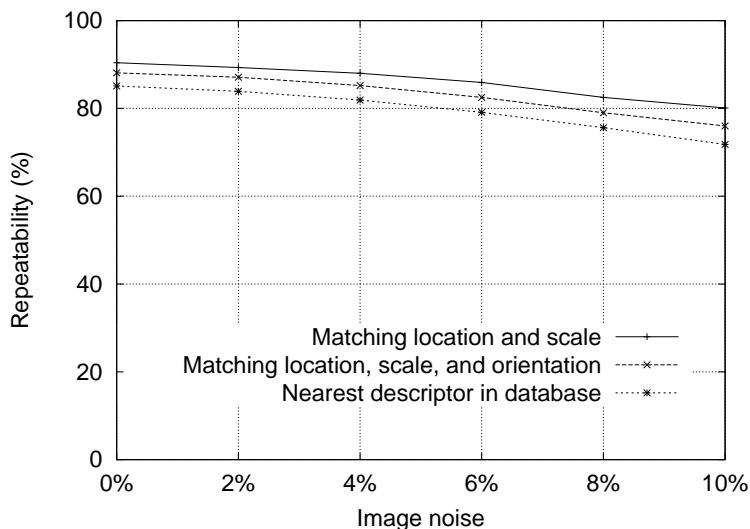 100
80
60
40
20
0
Repeatability (%)
Matching location and scale
Matching location, scale, and orientation
Nearest descriptor in database
0% 2% 4% 6% 8% 10%
Image noise